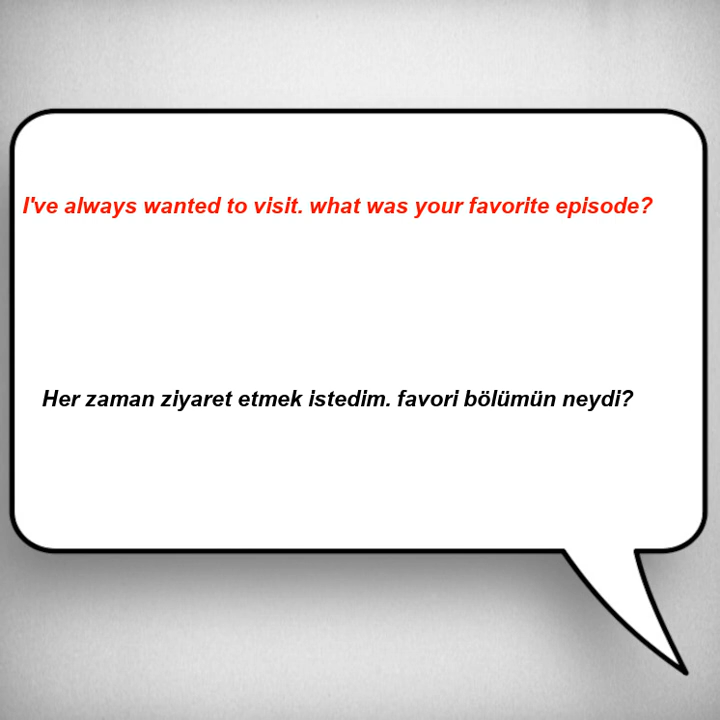 I've always wanted to visit. what was your favorite episode?
Her zaman ziyaret etmek istedim. favori bölümün neydi?